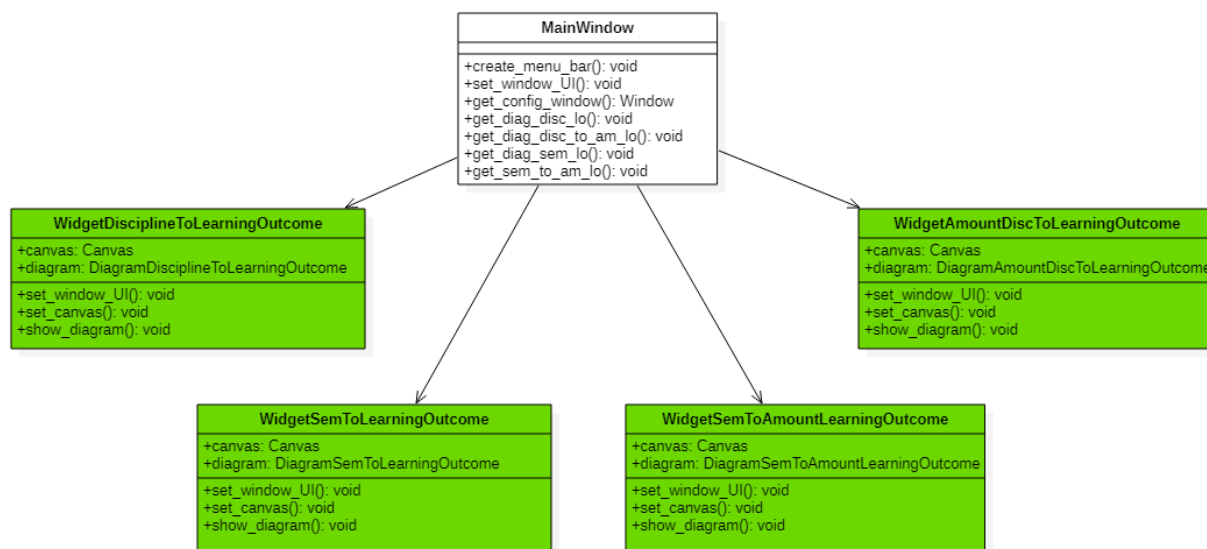 MainWindow
+create_menu_bar(): void
+set_window_UI(): void
+get_config_window(): Window
+get_diag_disc_lo(): void
+get_diag_disc_to_am_lo(): void
+get_diag_sem_lo(): void
+get_sem_to_am_lo(): void
WidgetDisciplineToLearningOutcome
+canvas: Canvas
+diagram: DiagramDisciplineToLearningOutcome
+set_window_UI(): void
+set_canvas(): void
+show_diagram(): void
WidgetAmountDiscToLearningOutcome
+canvas: Canvas
+diagram: DiagramAmountDiscToLearningOutcome
+set_window_UI(): void
+set_canvas(): void
+show_diagram(): void
WidgetSemToLearningOutcome
+canvas: Canvas
+diagram: DiagramSemToLearningOutcome
+set_window_UI(): void
+set_canvas(): void
+show_diagram(): void
WidgetSemToAmountLearningOutcome
+canvas: Canvas
+diagram: DiagramSemToAmountLearningOutcome
+set_window_UI(): void
+set_canvas(): void
+show_diagram(): void